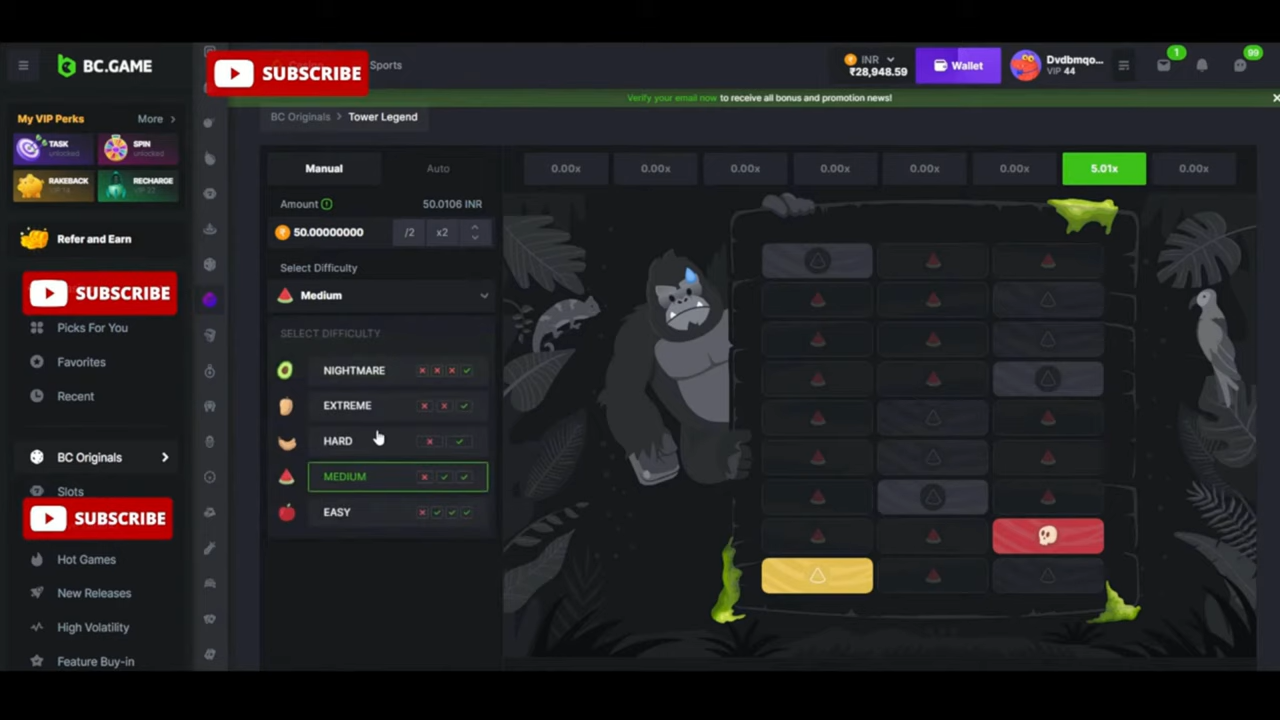 BC.GAME
SUBSCRIBE
Sports
INR
₹28,948.59
Wallet
Dvdbmqo...
VIP 44
1
99
Verify your email now to receive all bonus and promotion news!
My VIP Perks
More
TASK
unlocked
SPIN
unlocked
RAKEBACK
RECHARGE
Refer and Earn
SUBSCRIBE
Picks For You
Favorites
Recent
BC Originals
Slots
SUBSCRIBE
Hot Games
New Releases
High Volatility
Feature Buy-in
BC Originals > Tower Legend
Manual
Auto
Amount
50.0106 INR
50.00000000
/2
x2
Select Difficulty
Medium
SELECT DIFFICULTY
NIGHTMARE
EXTREME
HARD
MEDIUM
EASY
0.00x
0.00x
0.00x
0.00x
0.00x
0.00x
5.01x
0.00x